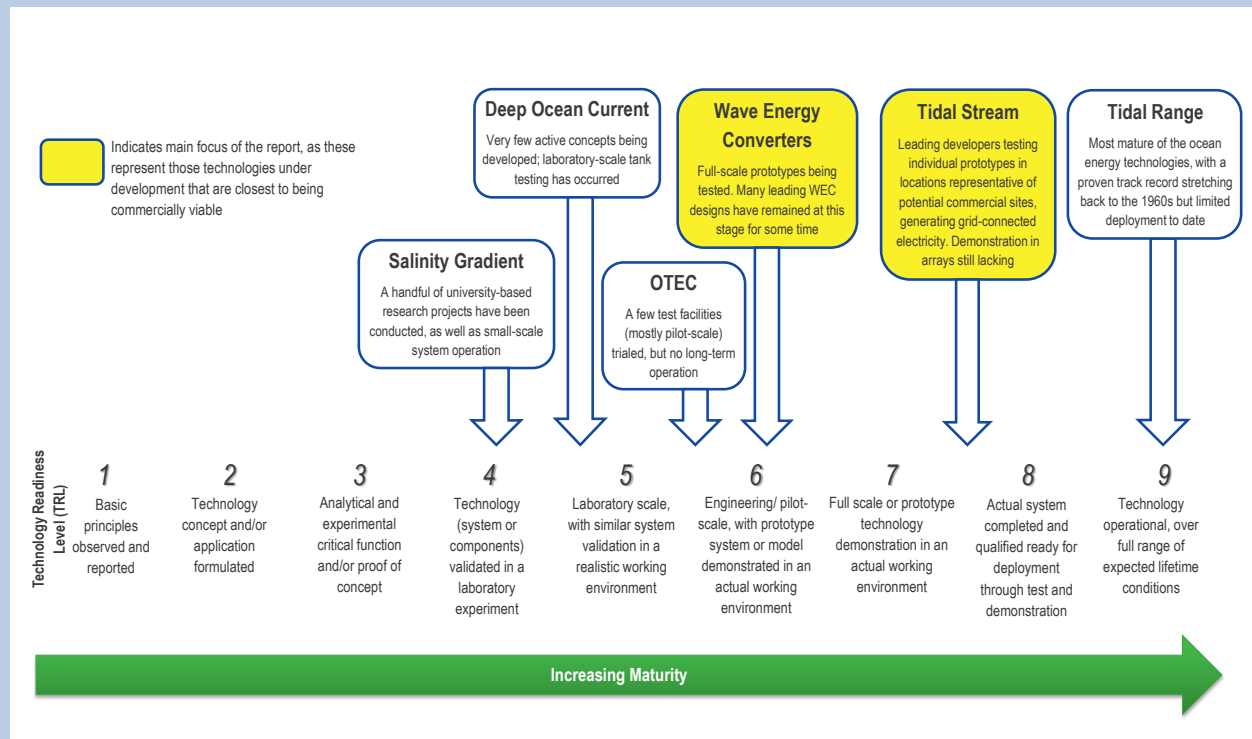 Indicates main focus of the report, as these
represent those technologies under
development that are closest to being
commercially viable
Salinity Gradient
A handful of university-based
research projects have been
conducted, as well as small-scale
system operation
Deep Ocean Current
Very few active concepts being
developed; laboratory-scale tank
testing has occurred
OTEC
A few test facilities
(mostly pilot-scale)
trialed, but no long-term
operation
Wave Energy
Converters
Full-scale prototypes being
tested. Many leading WEC
designs have remained at this
stage for some time
Tidal Stream
Leading developers testing
individual prototypes in
locations representative of
potential commercial sites,
generating grid-connected
electricity. Demonstration in
arrays still lacking
Tidal Range
Most mature of the ocean
energy technologies, with a
proven track record stretching
back to the 1960s but limited
deployment to date
Technology Readiness
Level (TRL)
1
Basic
principles
observed and
reported
2
Technology
concept and/or
application
formulated
3
Analytical and
experimental
critical function
and/or proof of
concept
4
Technology
(system or
components)
validated in a
laboratory
experiment
5
Laboratory scale,
with similar system
validation in a
realistic working
environment
6
Engineering/ pilot-
scale, with prototype
system or model
demonstrated in an
actual working
environment
7
Full scale or prototype
technology
demonstration in an
actual working
environment
8
Actual system
completed and
qualified ready for
deployment
through test and
demonstration
9
Technology
operational, over
full range of
expected lifetime
conditions
Increasing Maturity